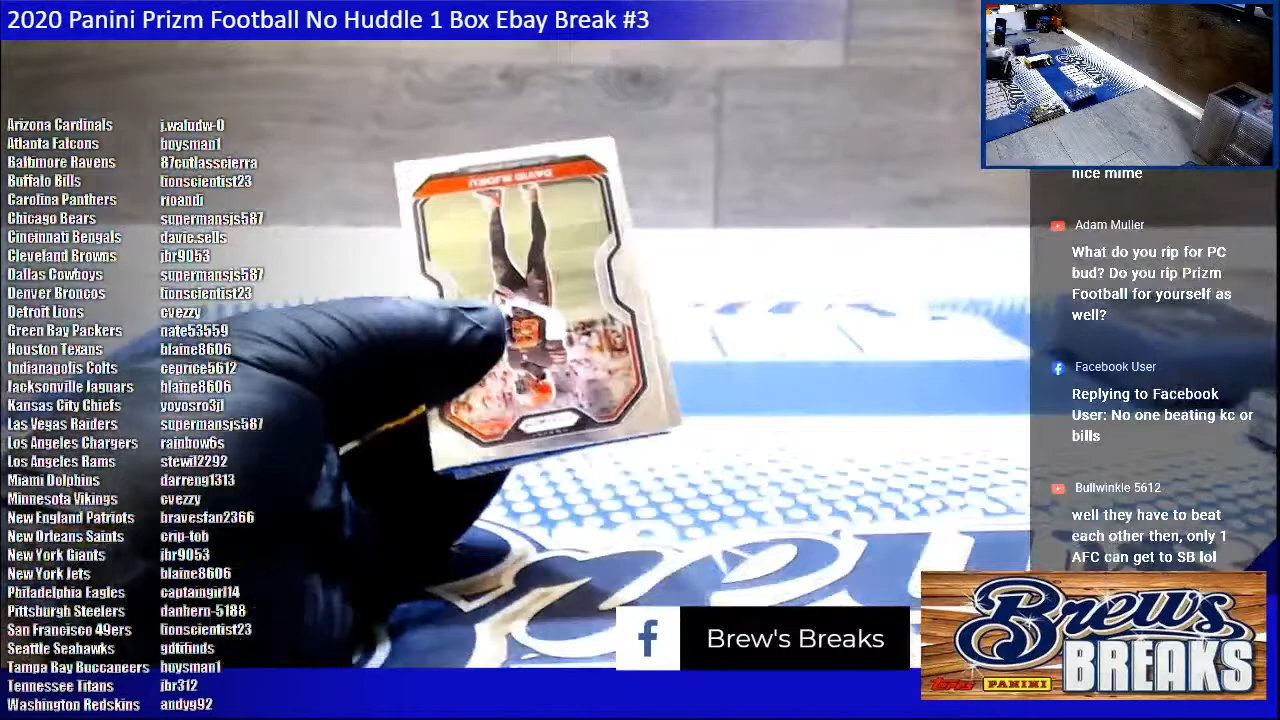 2020 Panini Prizm Football No Huddle 1 Box Ebay Break #3
Arizona Cardinals j.waludw-0
Atlanta Falcons buysman1
Baltimore Ravens 87cutlasscierra
Buffalo Bills lionscientist23
Carolina Panthers rioandi
Chicago Bears supermansjs587
Cincinnati Bengals davie.sells
Cleveland Browns jbr9053
Dallas Cowboys supermansjs587
Denver Broncos lionscientist23
Detroit Lions cvezzy
Green Bay Packers nate53559
Houston Texans blaine8606
Indianapolis Colts ceprice5612
Jacksonville Jaguars blaine8606
Kansas City Chiefs yoyosro3jl
Las Vegas Raiders supermansjs587
Los Angeles Chargers rainbow6s
Los Angeles Rams stewil2292
Miami Dolphins darreng1313
Minnesota Vikings cvezzy
New England Patriots bravesfan2366
New Orleans Saints crip-tob
New York Giants jbr9053
New York Jets blaine8606
Philadelphia Eagles captaingirl14
Pittsburgh Steelers danhern-5188
San Francisco 49ers lionscientist23
Seattle Seahawks gdtifinds
Tampa Bay Buccaneers buysman1
Tennessee Titans jbr312
Washington Redskins andyg92
DAVID NJOKU
nice mime
Adam Muller
What do you rip for PC
bud? Do you rip Prizm
Football for yourself as
well?
Facebook User
Replying to Facebook
User: No one beating kc or
bills
Bullwinkle 5612
well they have to beat
each other then, only 1
AFC can get to SB lol
f Brew's Breaks
Brew's
BREAKS
topps PANINI